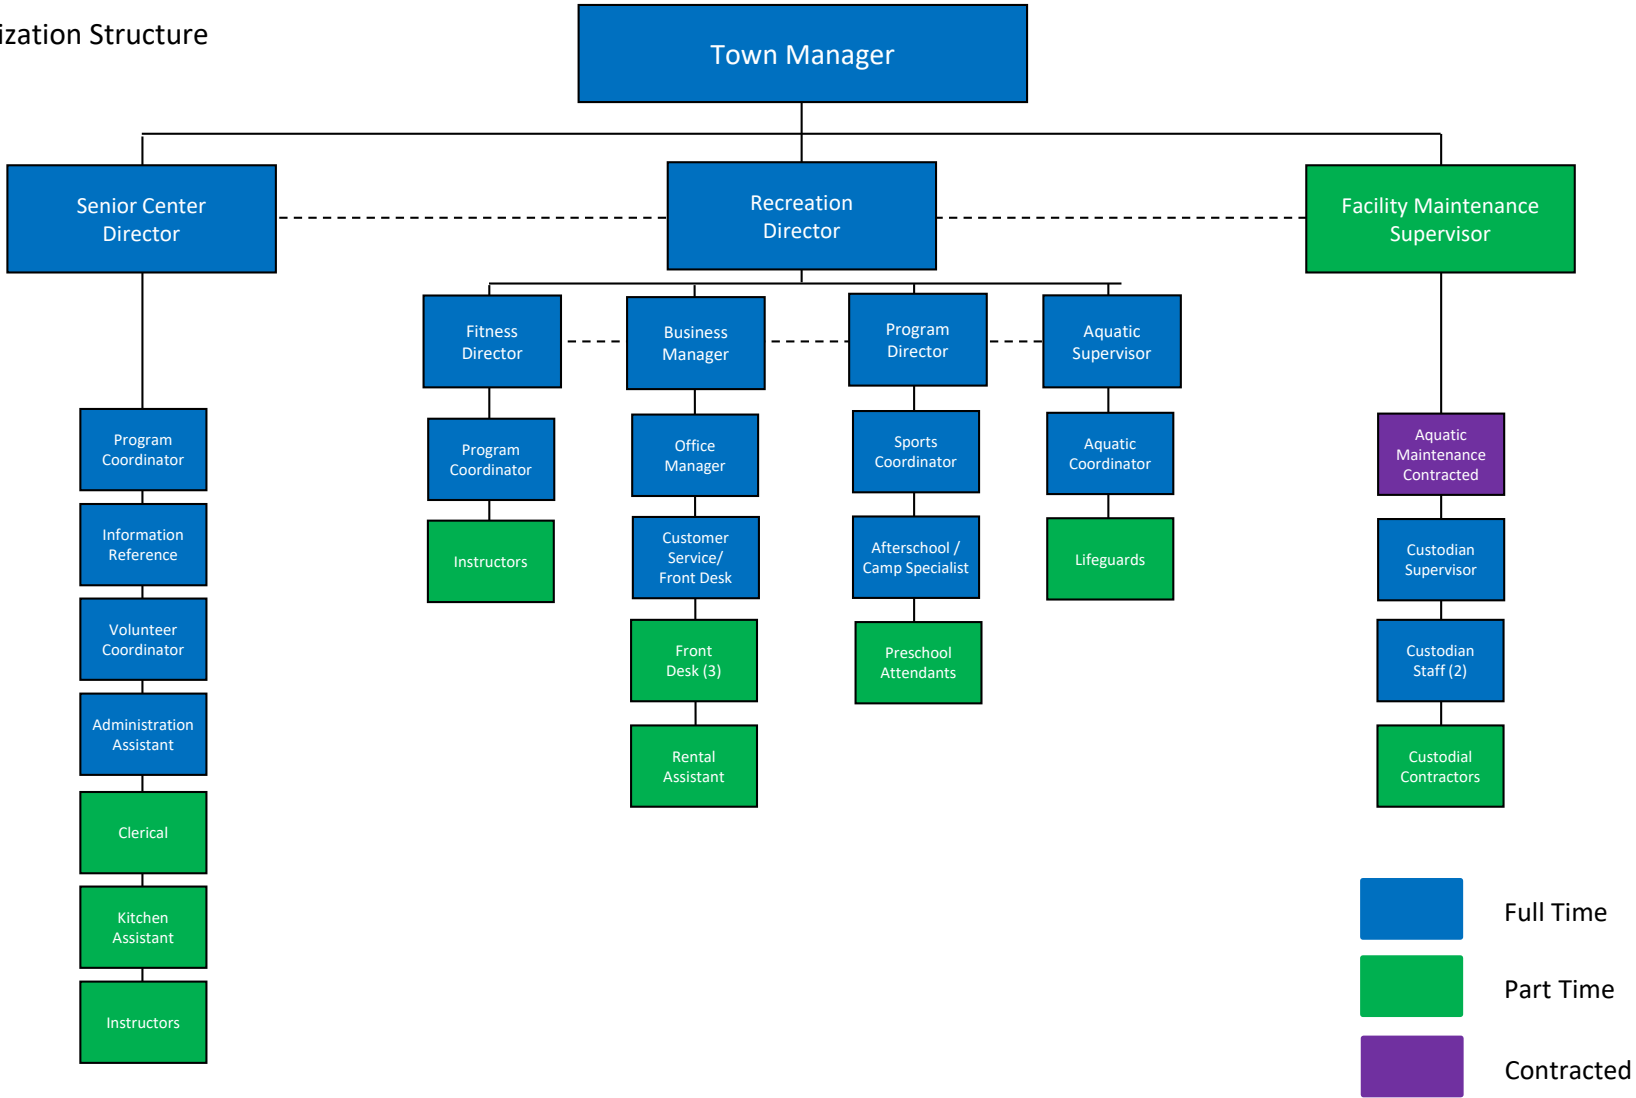 ization Structure
Town Manager
Senior Center
Director
Recreation
Director
Facility Maintenance
Supervisor
Fitness
Director
Business
Manager
Program
Director
Aquatic
Supervisor
Program
Coordinator
Information
Reference
Volunteer
Coordinator
Administration
Assistant
Clerical
Kitchen
Assistant
Instructors
Program
Coordinator
Instructors
Office
Manager
Customer
Service/
Front Desk
Front
Desk (3)
Rental
Assistant
Sports
Coordinator
Afterschool /
Camp Specialist
Preschool
Attendants
Aquatic
Coordinator
Lifeguards
Aquatic
Maintenance
Contracted
Custodian
Supervisor
Custodian
Staff (2)
Custodial
Contractors
Full Time
Part Time
Contracted